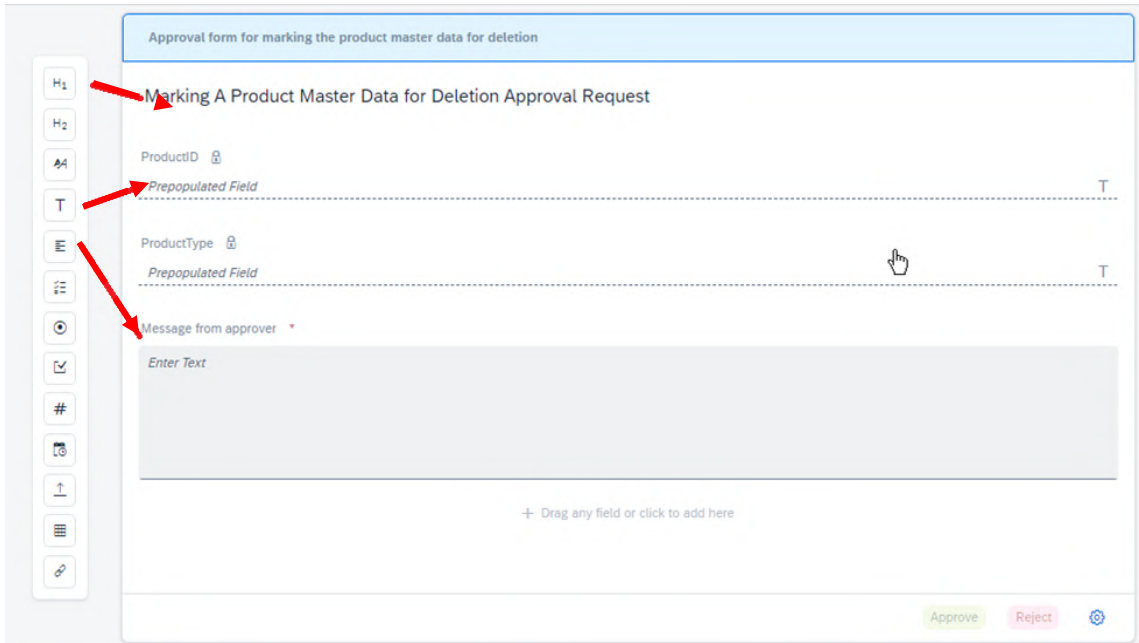 Approval form for marking the product master data for deletion
H1
Marking A Product Master Data for Deletion Approval Request
H2
AA
ProductID
T
Prepopulated Field
T
ProductType
Prepopulated Field
T
Message from approver *
Enter Text
#
+ Drag any field or click to add here
Approve Reject